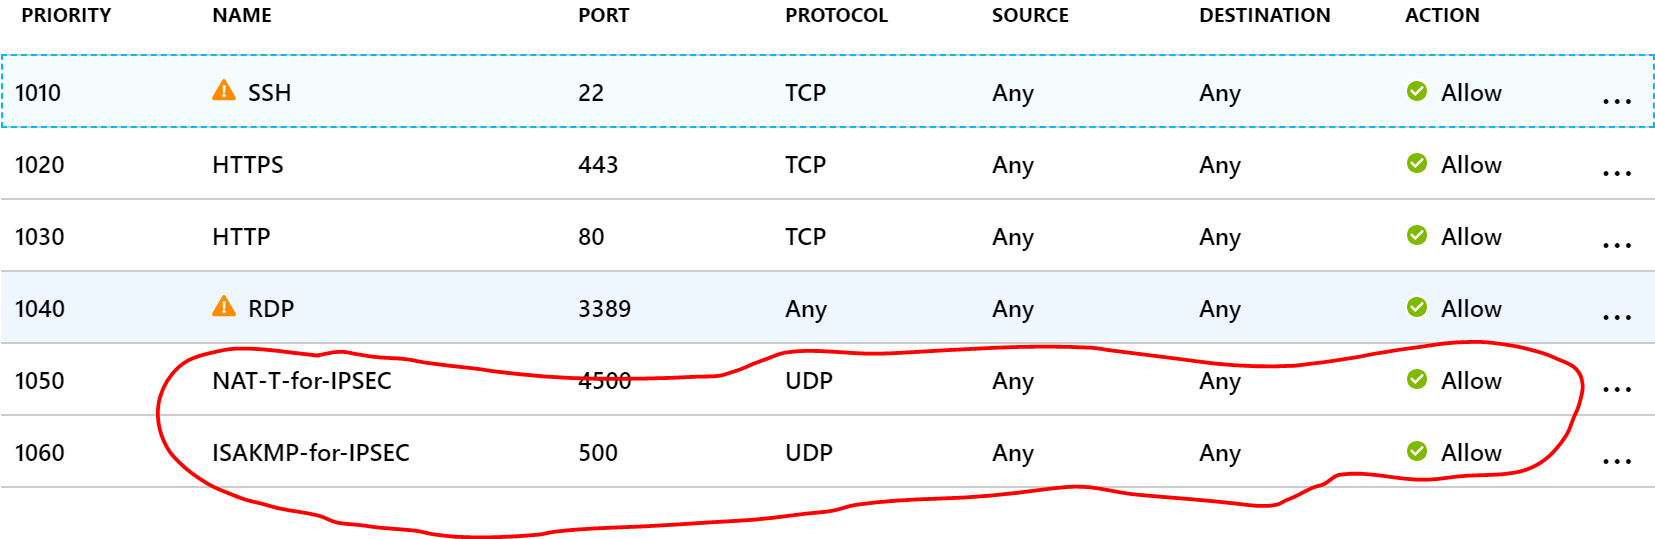 PRIORITY NAME PORT PROTOCOL SOURCE DESTINATION ACTION
1010 SSH 22 TCP Any Any Allow ...
1020 HTTPS 443 TCP Any Any Allow ...
1030 HTTP 80 TCP Any Any Allow ...
1040 RDP 3389 Any Any Any Allow ...
1050 NAT-T-for-IPSEC 4500 UDP Any Any Allow ...
1060 ISAKMP-for-IPSEC 500 UDP Any Any Allow ...